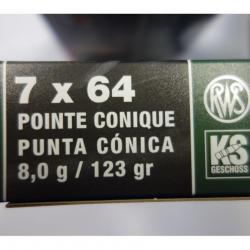 7 x 64
POINTE CONIQUE
PUNTA CÓNICA
8,0 g / 123 gr
RWS
KS
GESCHOSS